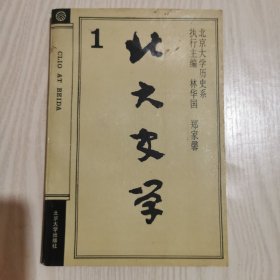 1
北大史学
北京大学历史系
执行主编 林华国 郑家馨
CLIO AT BEIDA
北京大学出版社